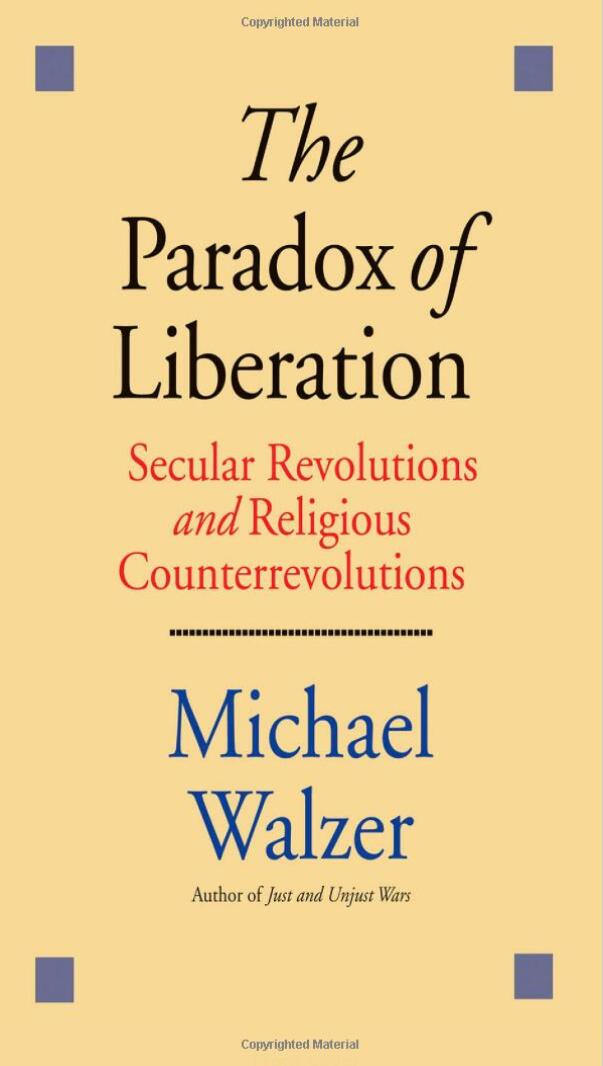 Copyrighted Material
The
Paradox of
Liberation
Secular Revolutions
and Religious
Counterrevolutions
Michael
Walzer
Author of Just and Unjust Wars
Copyrighted Material